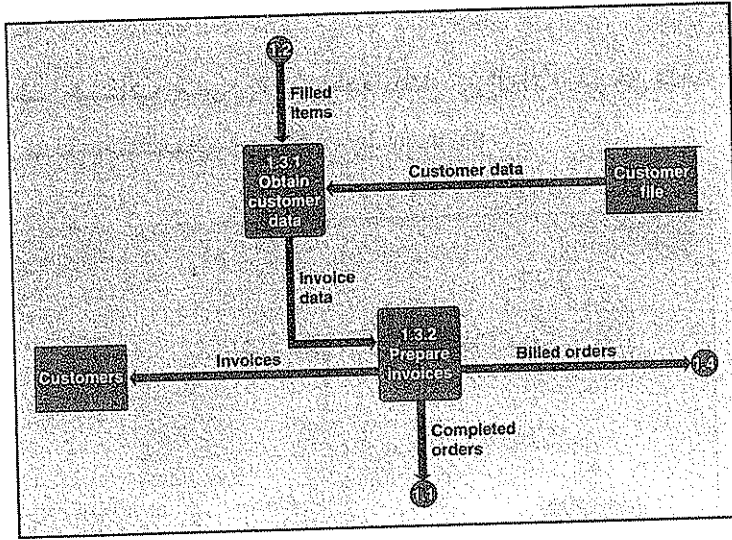 1.2
Filled
Items
1.3.1
Obtain
customer
data
Customer data
Customer
file
Invoice
data
1.3.2
Prepare
invoices
Invoices
Billed orders
Customers
1.4
Completed
orders
1.1